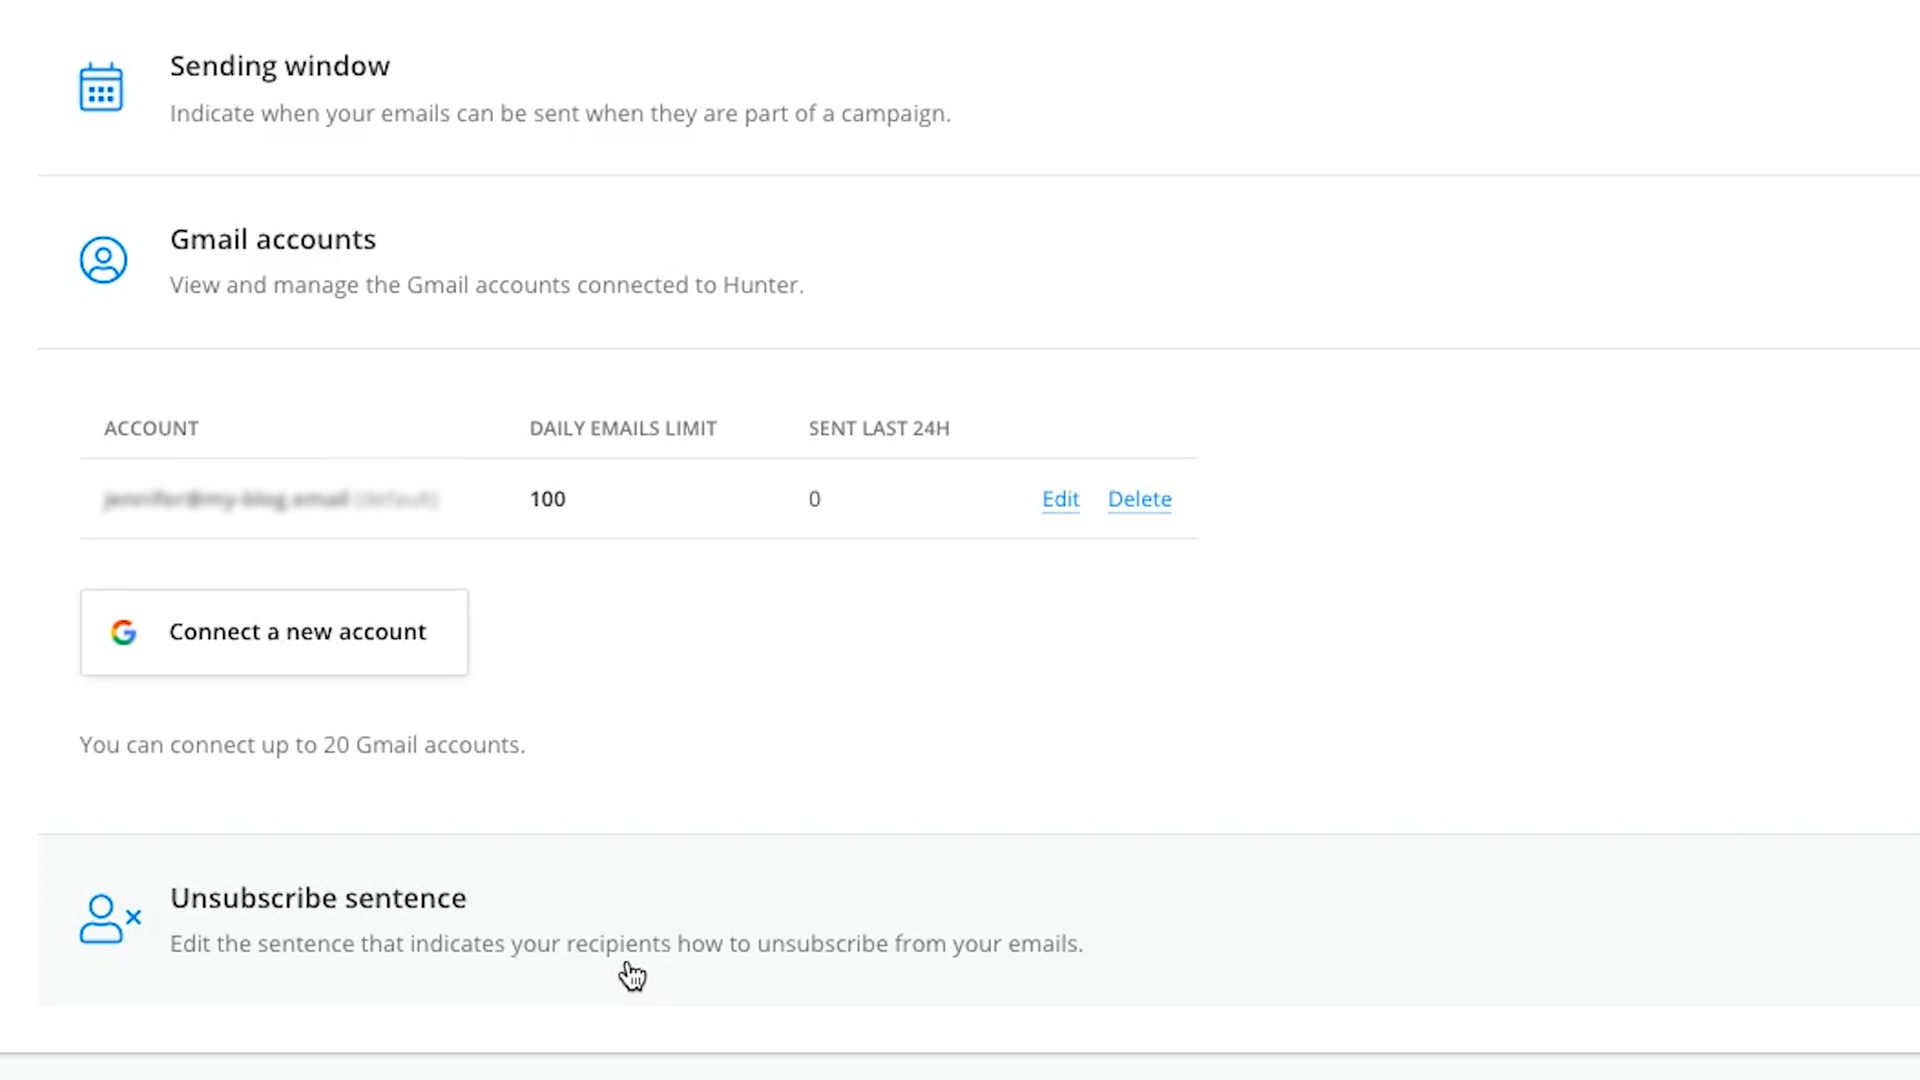 Sending window
Indicate when your emails can be sent when they are part of a campaign.
Gmail accounts
View and manage the Gmail accounts connected to Hunter.
ACCOUNT DAILY EMAILS LIMIT SENT LAST 24H
100 0 Edit Delete
Connect a new account
You can connect up to 20 Gmail accounts.
Unsubscribe sentence
Edit the sentence that indicates your recipients how to unsubscribe from your emails.